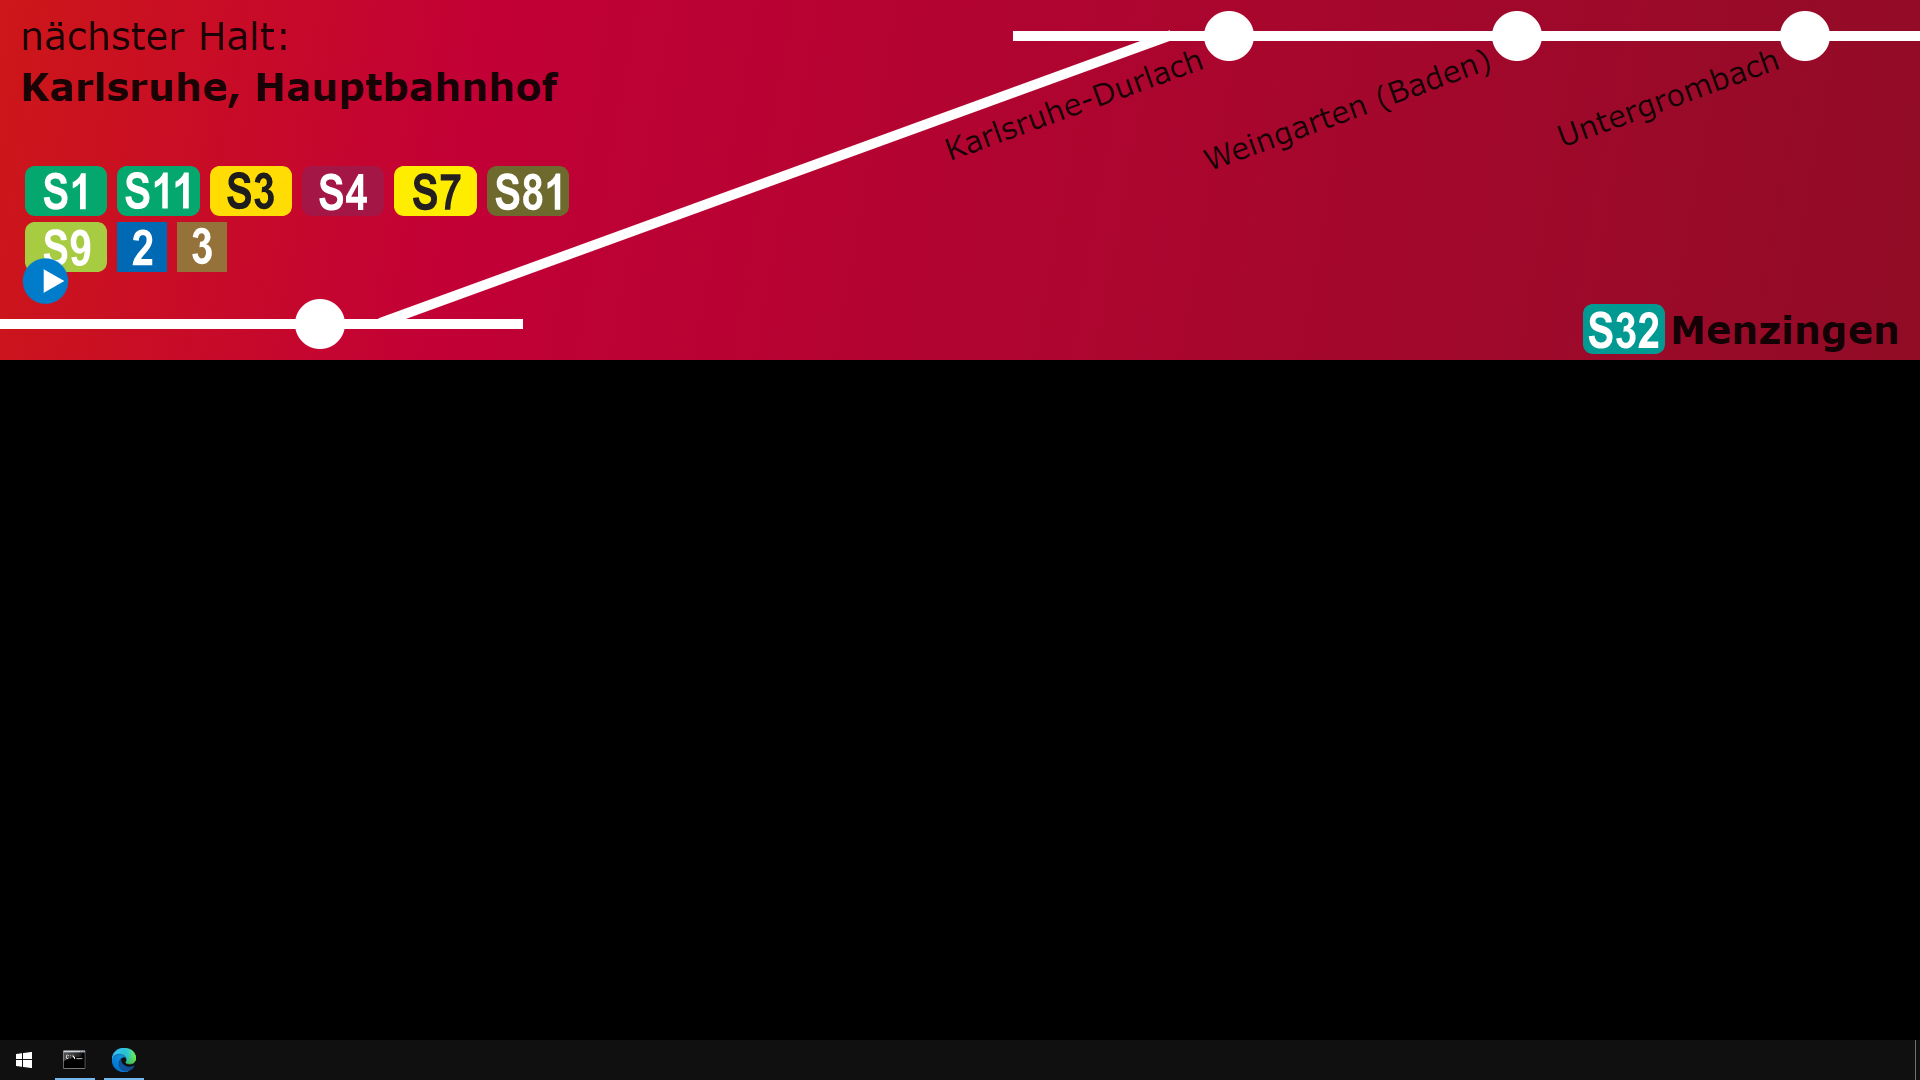 nächster Halt:
Karlsruhe, Hauptbahnhof
Karlsruhe-Durlach
Weingarten (Baden)
Untergrombach
S1 S11 S3 S4 S7 S81
S9 2 3
S32 Menzingen